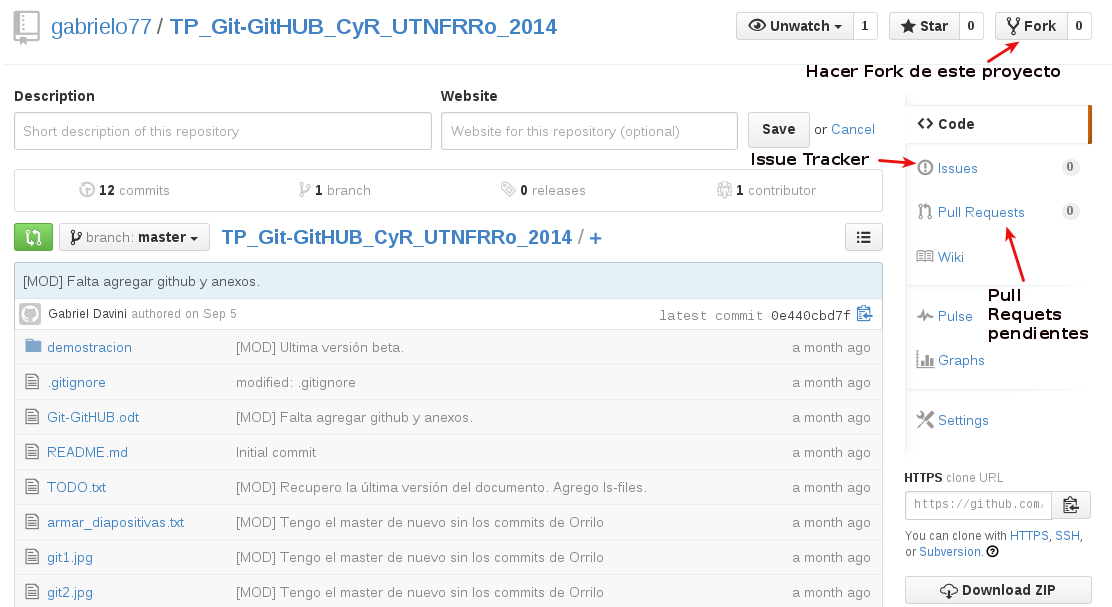 gabrielo77 / TP_Git-GitHUB_CyR_UTNFRRo_2014
Unwatch 1 Star 0 Fork 0
Hacer Fork de este proyecto
Description Website
Short description of this repository Website for this repository (optional) Save or Cancel
Code
Issue Tracker
Issues 0
12 commits 1 branch 0 releases 1 contributor
Pull Requests 0
branch: master TP_Git-GitHUB_CyR_UTNFRRo_2014 / +
Wiki
[MOD] Falta agregar github y anexos.
Pull
Requets
pendientes
Gabriel Davini authored on Sep 5 latest commit 0e440cbd7f
Pulse
demostracion [MOD] Ultima versión beta. a month ago
Graphs
.gitignore modified: .gitignore a month ago
Git-GitHUB.odt [MOD] Falta agregar github y anexos. a month ago
Settings
README.md Initial commit a month ago
HTTPS clone URL
TODO.txt [MOD] Recupero la última versión del documento. Agrego ls-files. a month ago
https://github.com/
armar_diapositivas.txt [MOD] Tengo el master de nuevo sin los commits de Orrilo a month ago
You can clone with HTTPS, SSH,
or Subversion.
git1.jpg [MOD] Tengo el master de nuevo sin los commits de Orrilo a month ago
git2.jpg [MOD] Tengo el master de nuevo sin los commits de Orrilo a month ago
Download ZIP